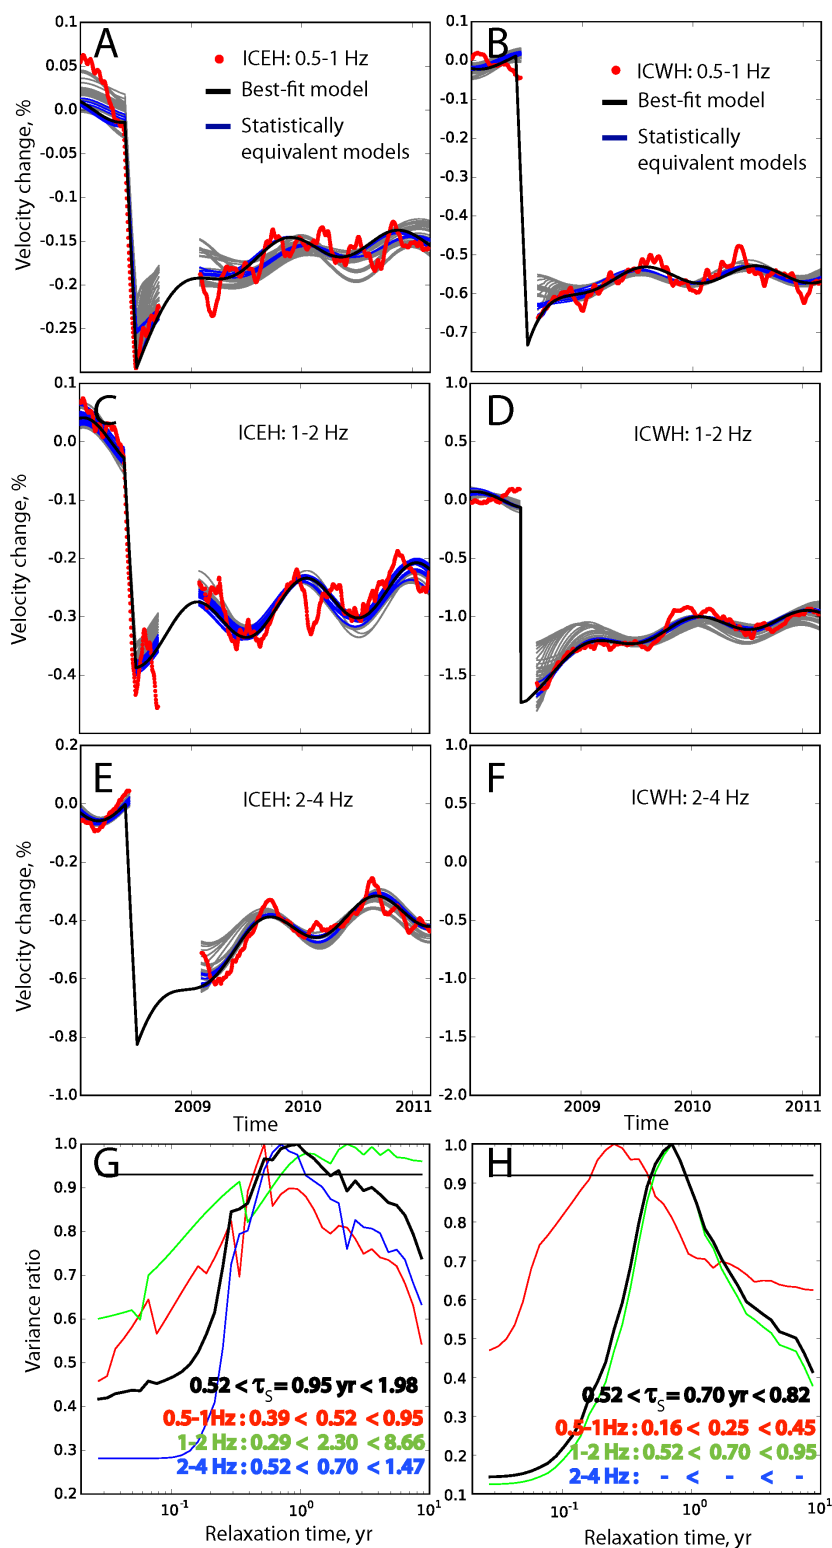 A
ICEH: 0.5-1 Hz
Best-fit model
Statistically
equivalent models
0.1
0.05
0.0
0.05
-0.1
-0.15
-0.2
-0.25
Velocity change, %
B
ICWH: 0.5-1 Hz
Best-fit model
Statistically
equivalent models
0.1
0.0
-0.1
-0.2
-0.3
-0.4
-0.5
-0.6
-0.7
C
ICEH: 1-2 Hz
0.1
0.0
-0.1
-0.2
-0.3
-0.4
Velocity change, %
D
ICWH: 1-2 Hz
1.0
0.5
0.0
-0.5
-1.0
-1.5
E
ICEH: 2-4 Hz
0.2
0.0
-0.2
-0.4
-0.6
-0.8
-1.0
Velocity change, %
2009 2010 2011
Time
F
ICWH: 2-4 Hz
1.0
0.5
0.0
-0.5
-1.0
-1.5
-2.0
2009 2010 2011
Time
G
1.0
0.9
0.8
0.7
0.6
0.5
0.4
0.3
0.2
Variance ratio
0.52 < τS = 0.95 yr < 1.98
0.5-1Hz : 0.39 < 0.52 < 0.95
1-2 Hz : 0.29 < 2.30 < 8.66
2-4 Hz : 0.52 < 0.70 < 1.47
10-1 100 101
Relaxation time, yr
H
1.0
0.9
0.8
0.7
0.6
0.5
0.4
0.3
0.2
0.1
0.52 < τS = 0.70 yr < 0.82
0.5-1Hz : 0.16 < 0.25 < 0.45
1-2 Hz : 0.52 < 0.70 < 0.95
2-4 Hz : - < - < -
10-1 100 101
Relaxation time, yr